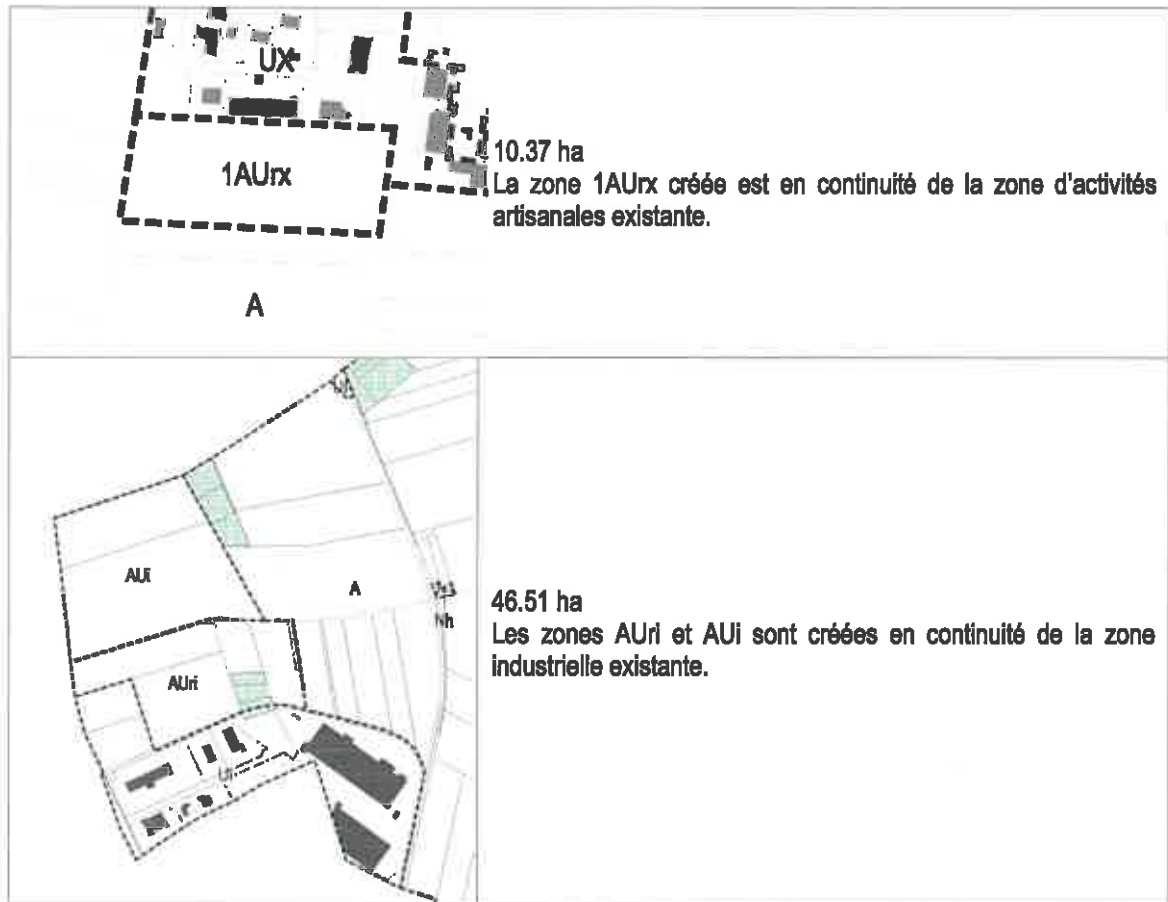 UX
1AUrx
A
10.37 ha
La zone 1AUrx créée est en continuité de la zone d'activités
artisanales existante.
AUi
A
Nh
AUri
46.51 ha
Les zones AUri et AUi sont créées en continuité de la zone
industrielle existante.